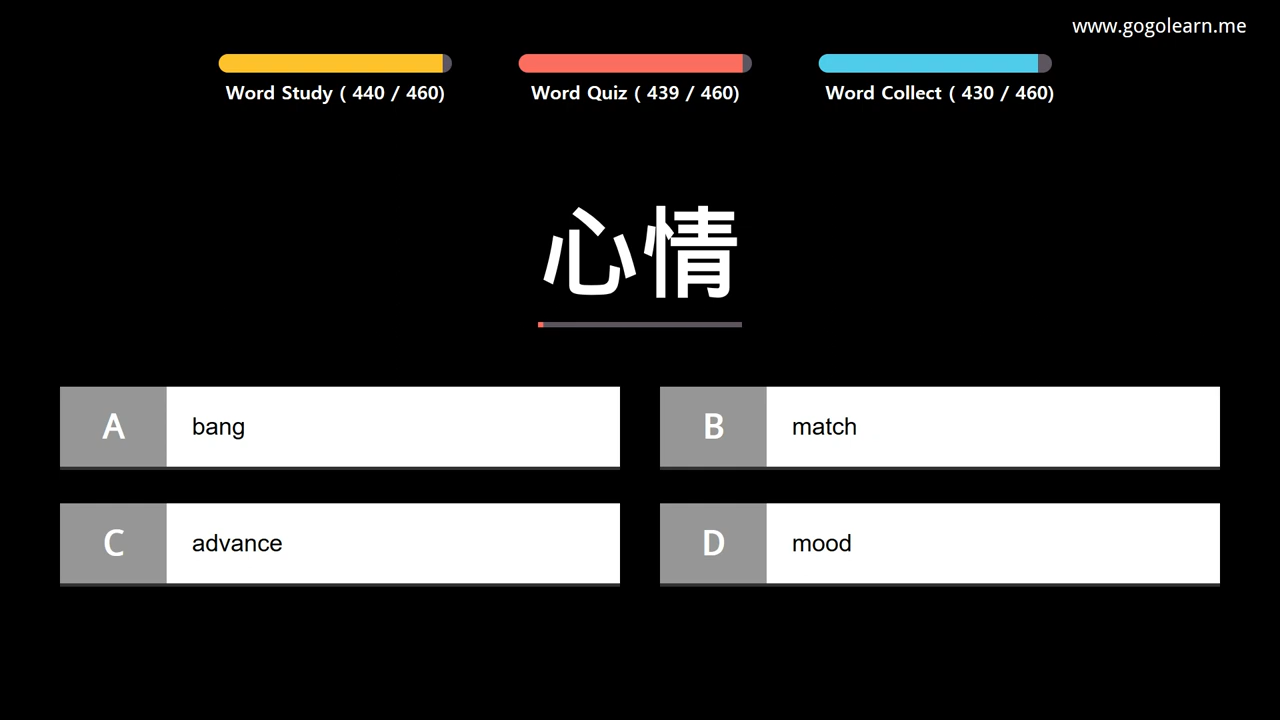 www.gogolearn.me
Word Study ( 440 / 460)
Word Quiz ( 439 / 460)
Word Collect ( 430 / 460)
心情
A bang
B match
C advance
D mood